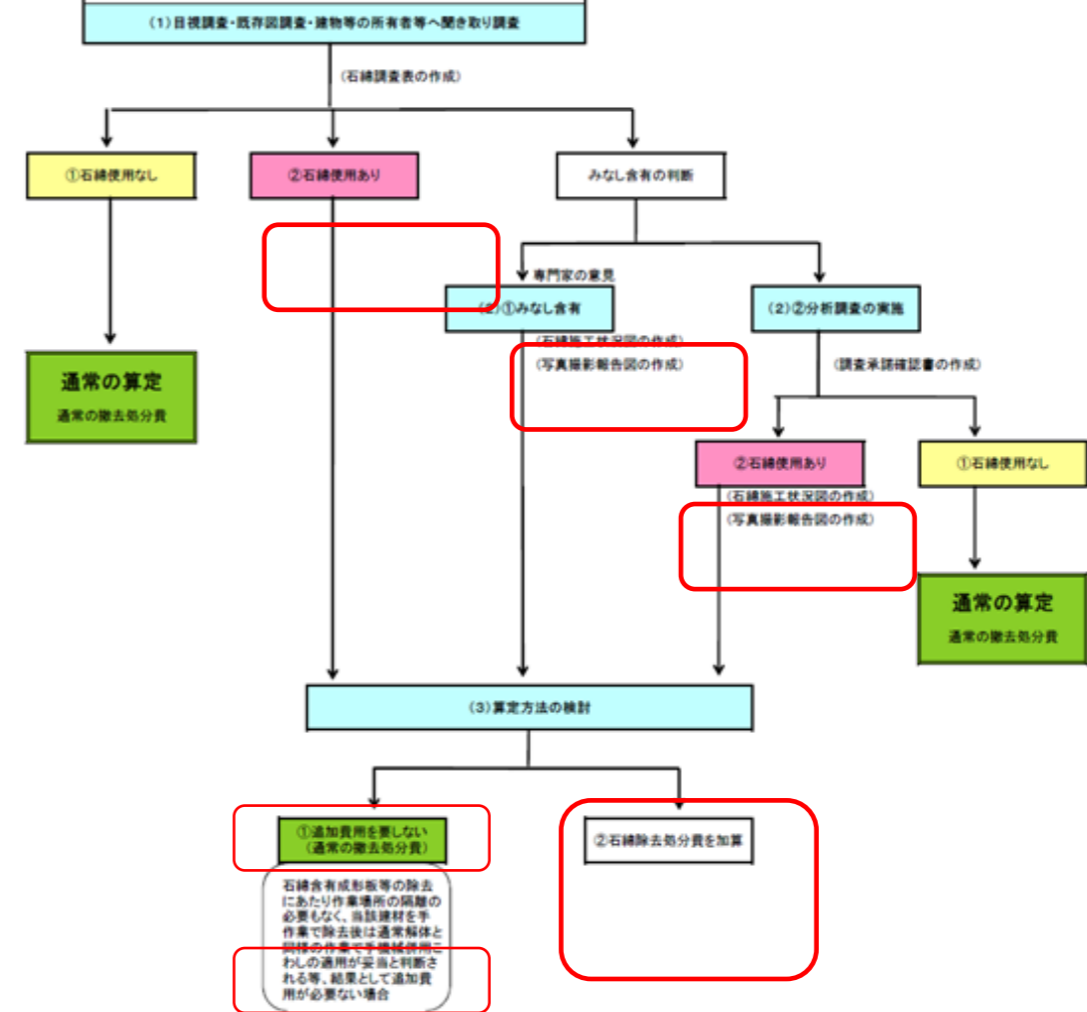 (1)目視調査・既存図調査・建物等の所有者等へ聞き取り調査
(石綿調査表の作成)
①石綿使用なし
②石綿使用あり
みなし含有の判断
専門家の意見
(2)①みなし含有
(2)②分析調査の実施
通常の算定
通常の撤去処分費
(石綿施工状況図の作成)
(写真撮影報告図の作成)
(調査承諾確認書の作成)
②石綿使用あり
①石綿使用なし
(石綿施工状況図の作成)
(写真撮影報告図の作成)
通常の算定
通常の撤去処分費
(3)算定方法の検討
①追加費用を要しない
(通常の撤去処分費)
②石綿除去処分費を加算
石綿含有成形板等の除去
にあたり作業場所の隔離の
必要もなく、当該建材を手
作業で除去後は通常解体と
同様の作業で手機械併用こ
わしの適用が妥当と判断さ
れる等、結果として追加費
用が必要ない場合